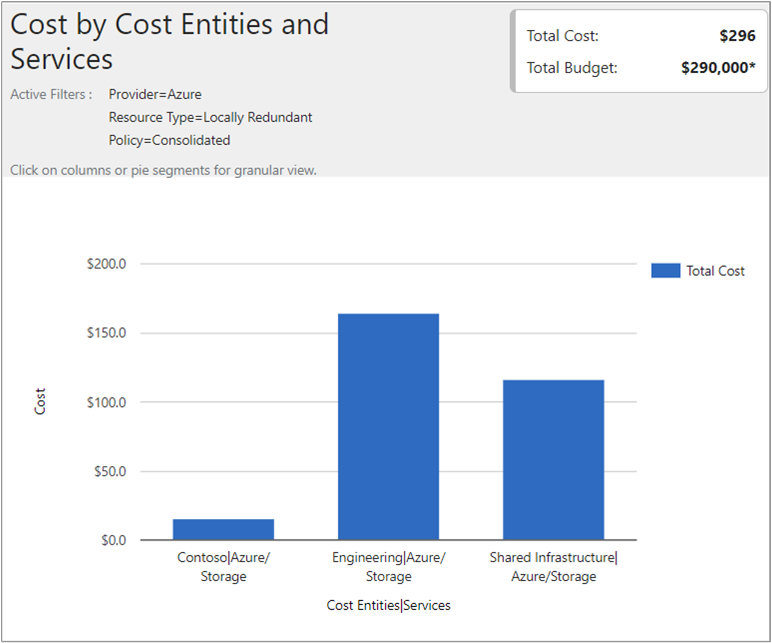 Cost by Cost Entities and
Services
Total Cost: $296
Total Budget: $290,000*
Active Filters : Provider=Azure
Resource Type=Locally Redundant
Policy=Consolidated
Click on columns or pie segments for granular view.
$200.0
$150.0
$100.0
$50.0
$0.0
Cost
Total Cost
Contoso|Azure/
Storage
Engineering|Azure/
Storage
Shared Infrastructure|
Azure/Storage
Cost Entities|Services